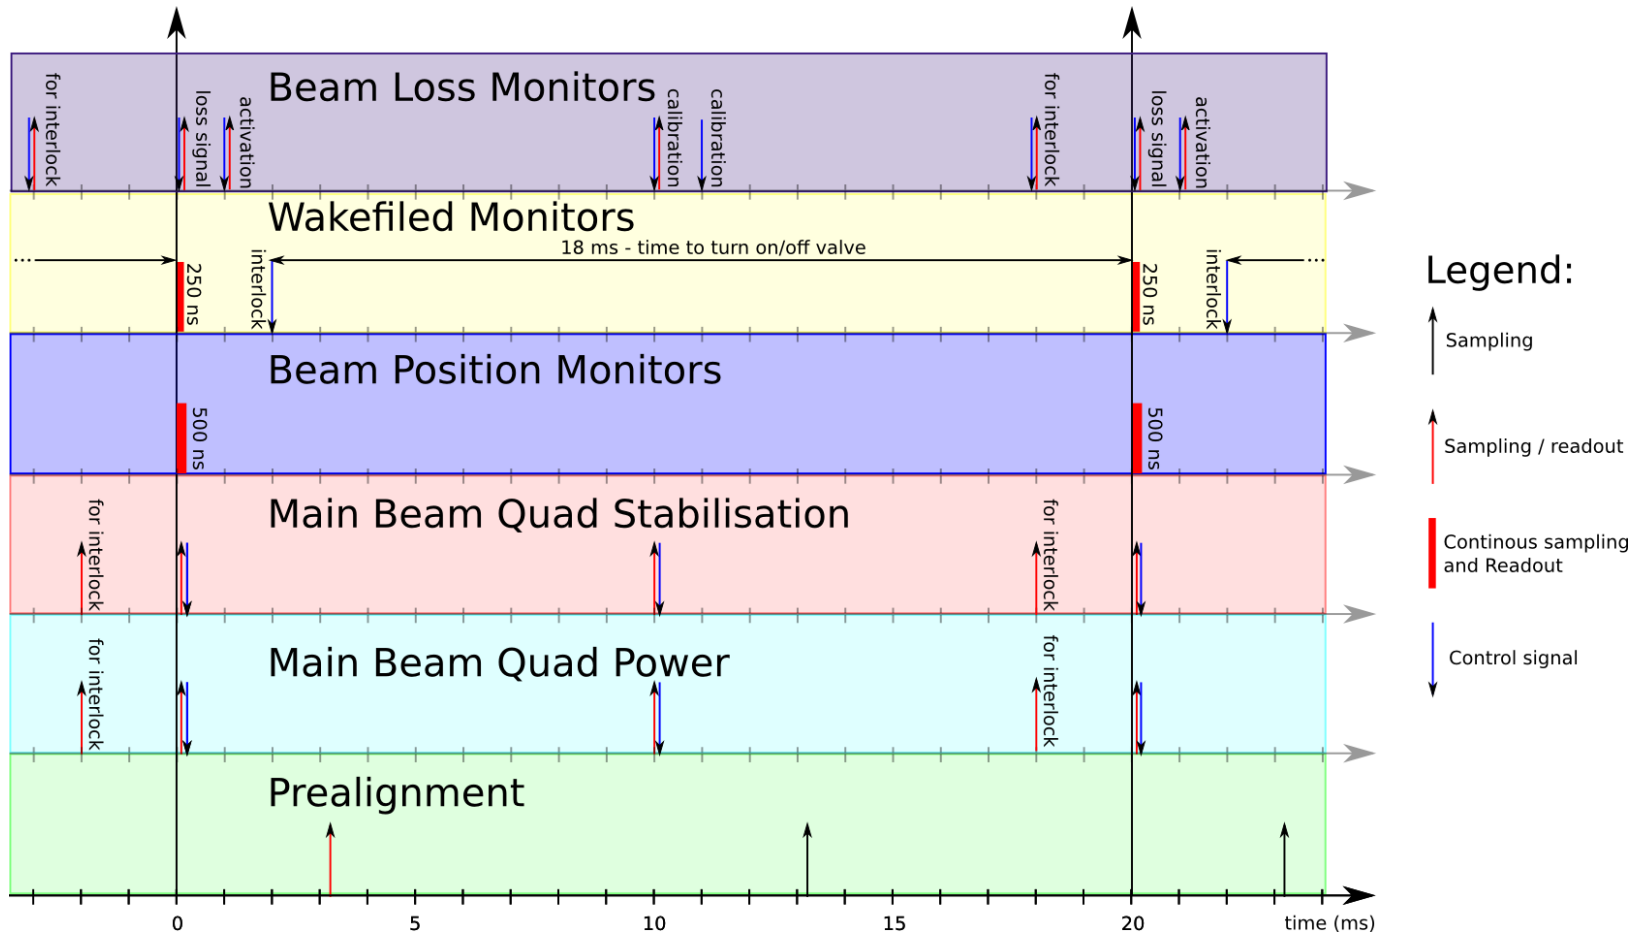 Beam Loss Monitors
for interlock
loss signal
activation
calibration
calibration
for interlock
loss signal
activation
Wakefiled Monitors
18 ms - time to turn on/off valve
...
250 ns
interlock
250 ns
interlock
...
Beam Position Monitors
500 ns
500 ns
Main Beam Quad Stabilisation
for interlock
for interlock
Main Beam Quad Power
for interlock
for interlock
Prealignment
0
5
10
15
20
time (ms)
Legend:
Sampling
Sampling / readout
Continous sampling
and Readout
Control signal